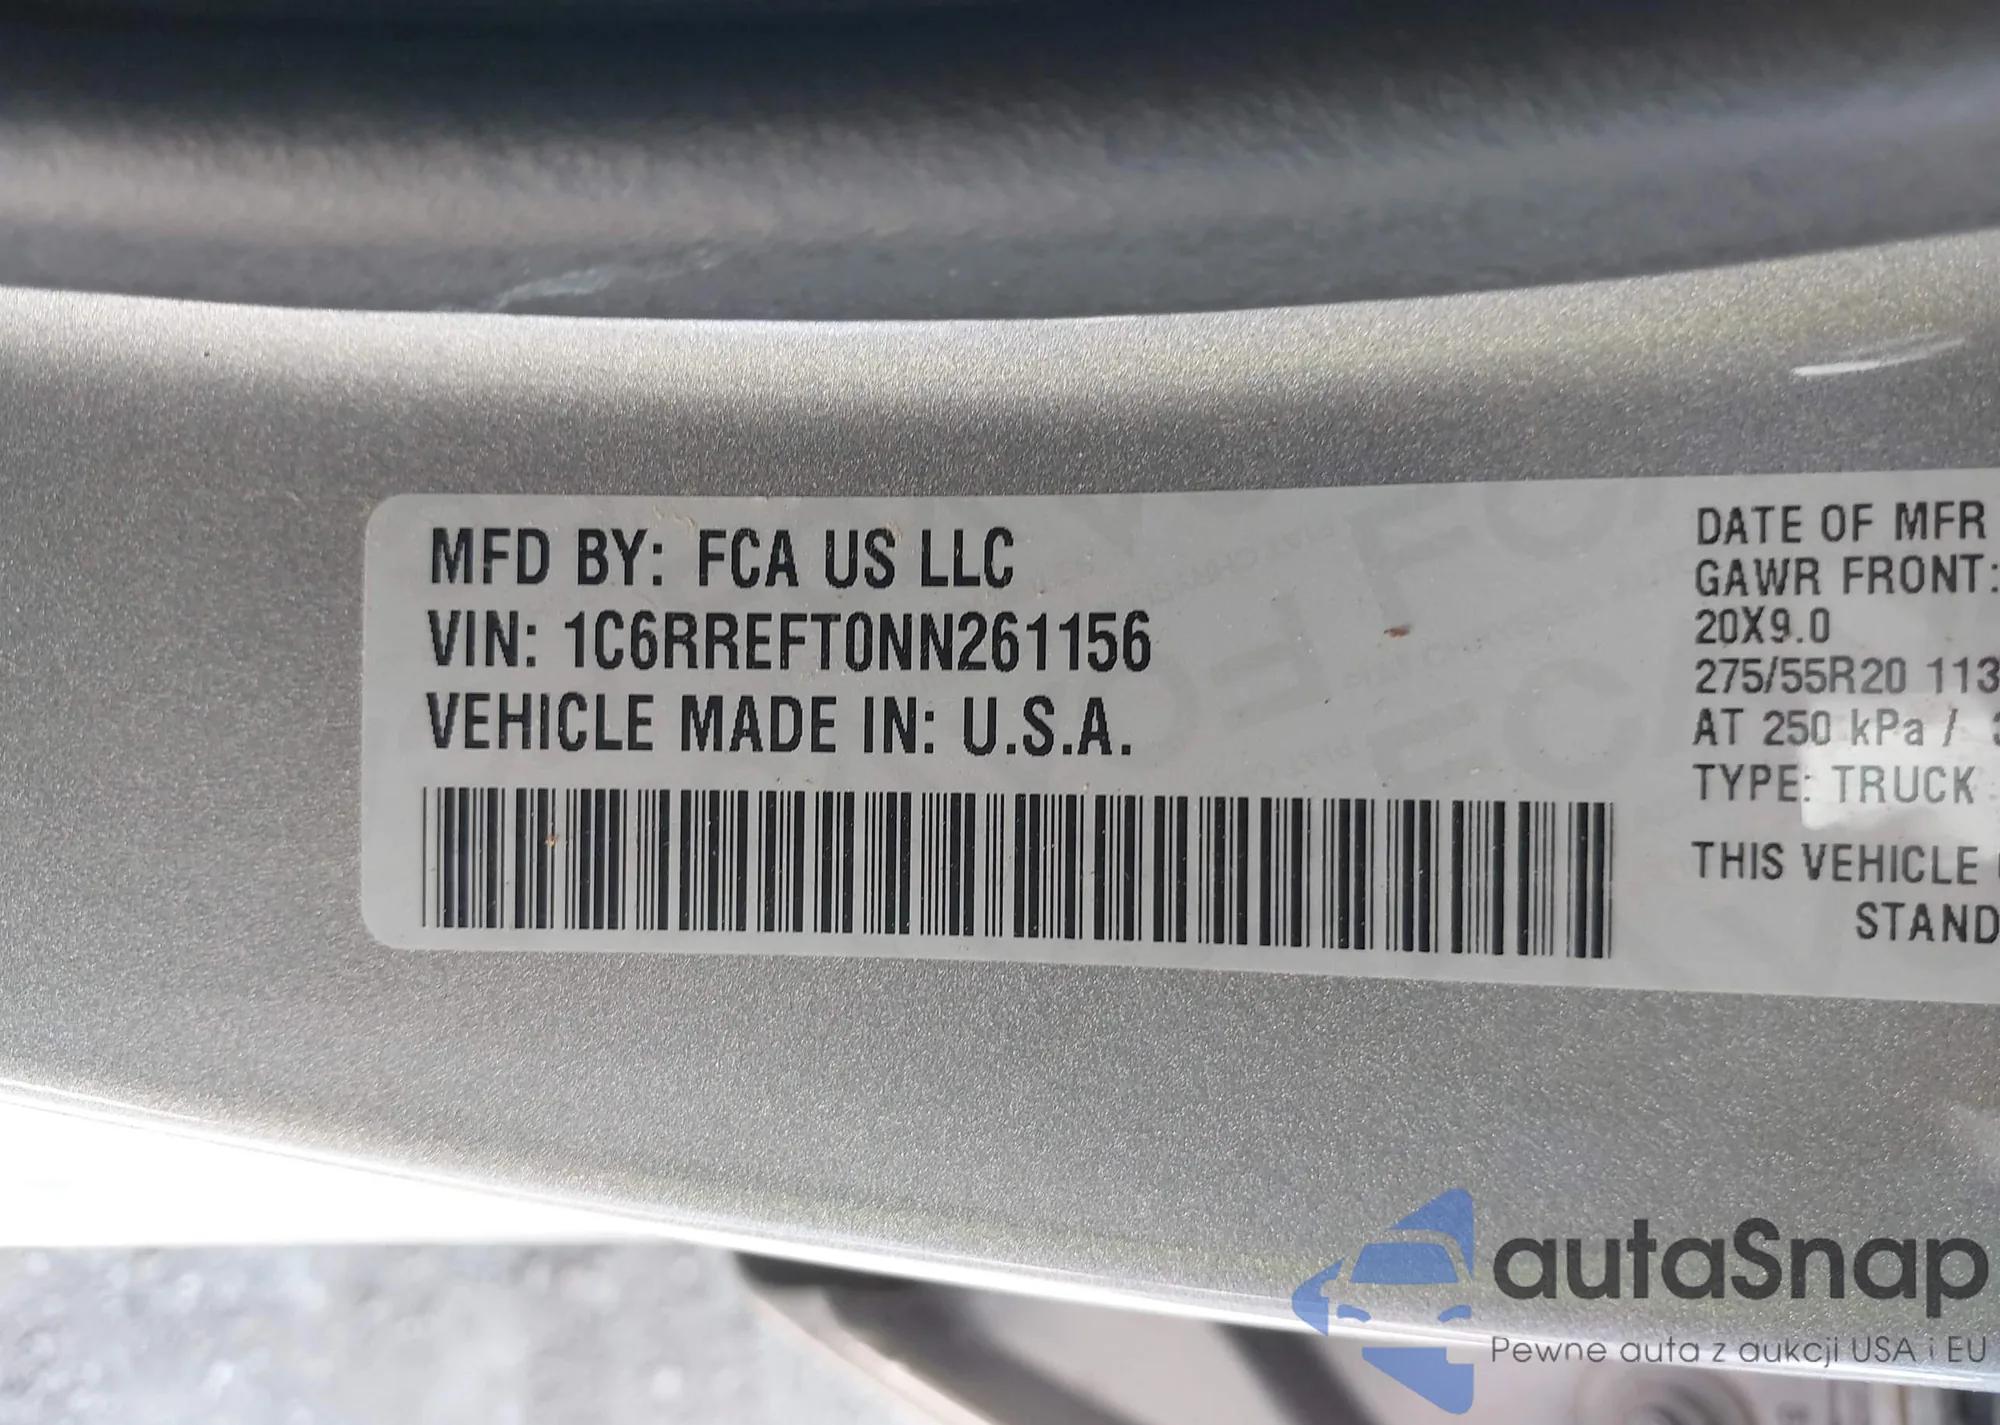 MFD BY: FCA US LLC
VIN: 1C6RREFT0NN261156
VEHICLE MADE IN: U.S.A.
DATE OF MFR
GAWR FRONT:
20X9.0
275/55R20 113
AT 250 kPa /
TYPE: TRUCK
THIS VEHICLE
STAND
autaSnap
Pewne auta z aukcji USA i EU